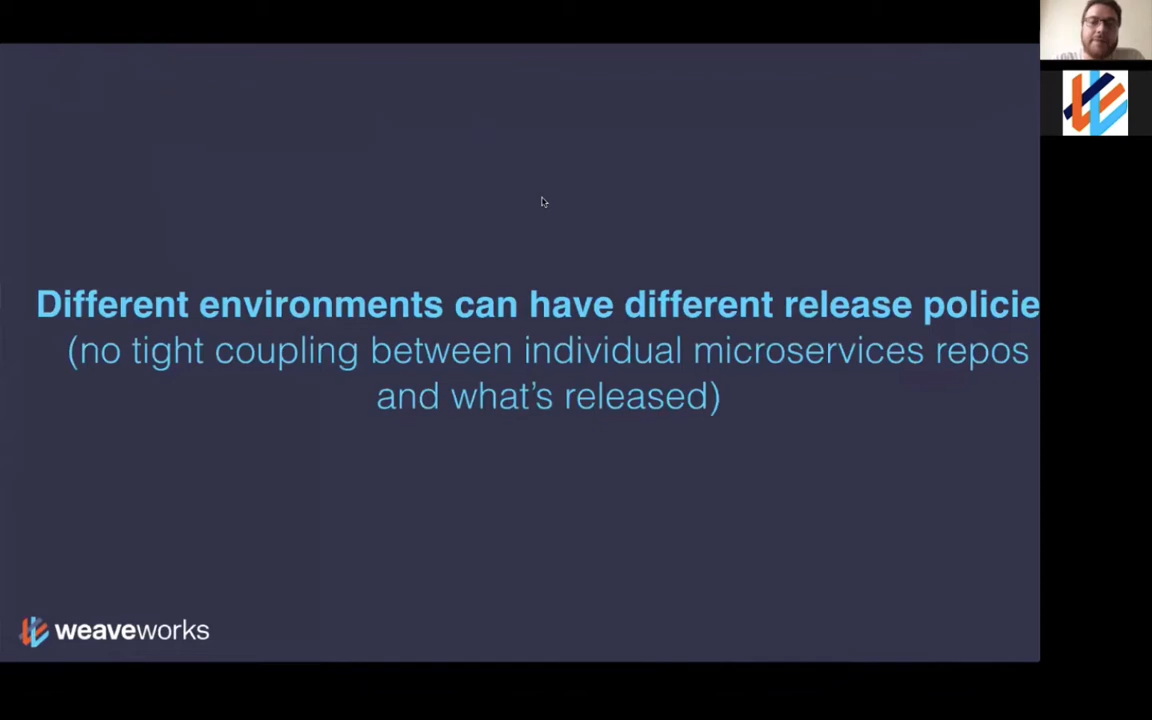 Different environments can have different release policie
(no tight coupling between individual microservices repos
and what's released)
weaveworks